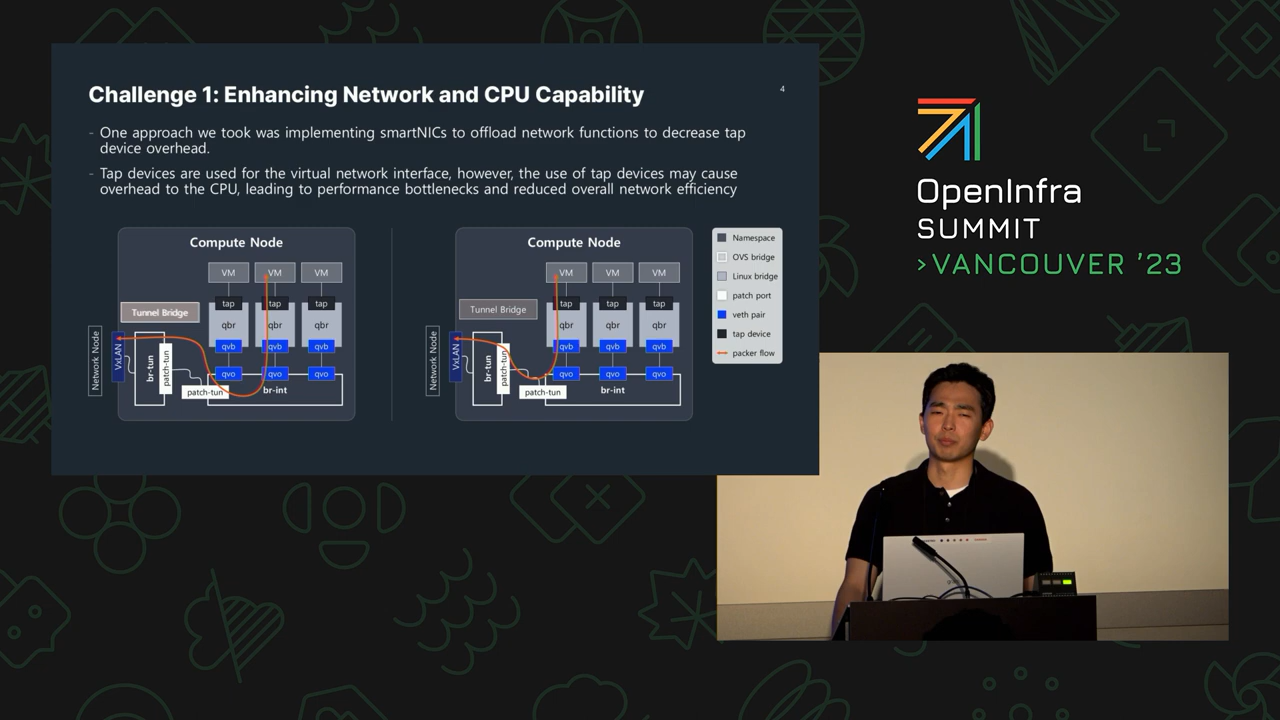 Challenge 1: Enhancing Network and CPU Capability
4
- One approach we took was implementing smartNICs to offload network functions to decrease tap
device overhead.
- Tap devices are used for the virtual network interface, however, the use of tap devices may cause
overhead to the CPU, leading to performance bottlenecks and reduced overall network efficiency
Compute Node
VM VM VM
tap tap tap
Tunnel Bridge
qbr qbr qbr
qvb qvb qvb
Network Node
VxLAN
br-tun
patch-tun
qvo qvo qvo
patch-tun
br-int
Compute Node
VM VM VM
tap tap tap
Tunnel Bridge
qbr qbr qbr
qvb qvb qvb
Network Node
VxLAN
br-tun
patch-tun
qvo qvo qvo
patch-tun
br-int
Namespace
OVS bridge
Linux bridge
patch port
veth pair
tap device
packer flow
OpenInfra
SUMMIT
>VANCOUVER '23